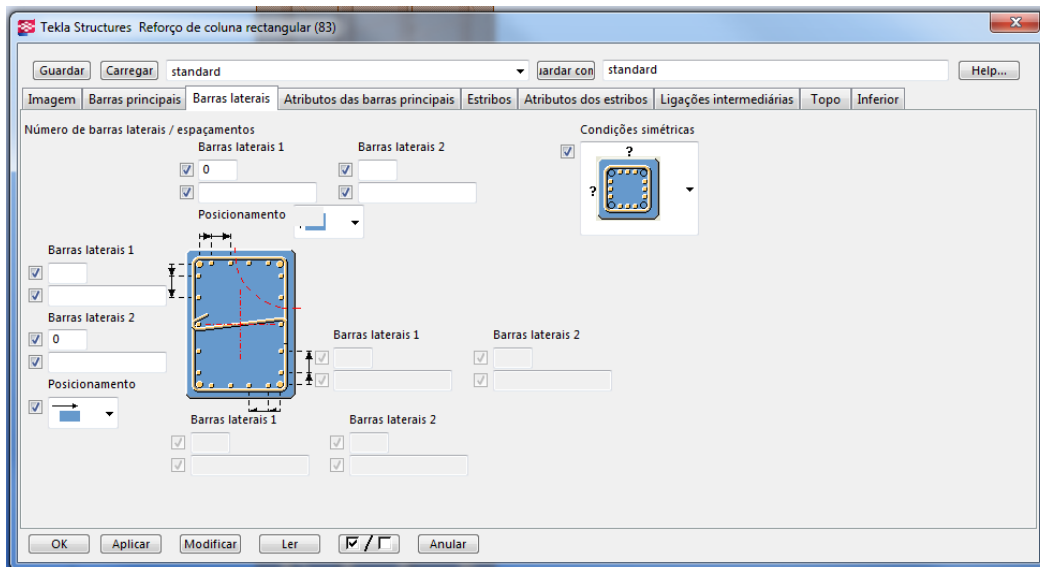 Tekla Structures Reforço de coluna rectangular (83)
Guardar Carregar standard uardar con standard Help...
Imagem Barras principais Barras laterais Atributos das barras principais Estribos Atributos dos estribos Ligações intermediárias Topo Inferior
Número de barras laterais / espaçamentos Condições simétricas
Barras laterais 1 Barras laterais 2
0
?
?
Posicionamento
Barras laterais 1
Barras laterais 2
0
Barras laterais 1 Barras laterais 2
Posicionamento
Barras laterais 1 Barras laterais 2
OK Aplicar Modificar Ler / Anular